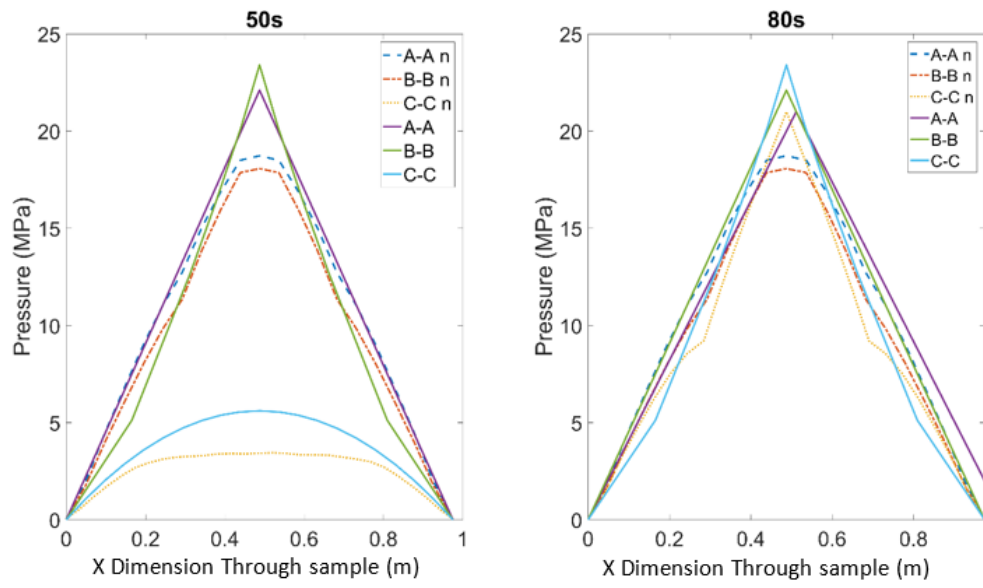 50s
25
20
15
10
5
0
Pressure (MPa)
0 0.2 0.4 0.6 0.8 1
X Dimension Through sample (m)
A-A n
B-B n
C-C n
A-A
B-B
C-C
80s
25
20
15
10
5
0
Pressure (MPa)
0 0.2 0.4 0.6 0.8
X Dimension Through sample (m)
A-A n
B-B n
C-C n
A-A
B-B
C-C